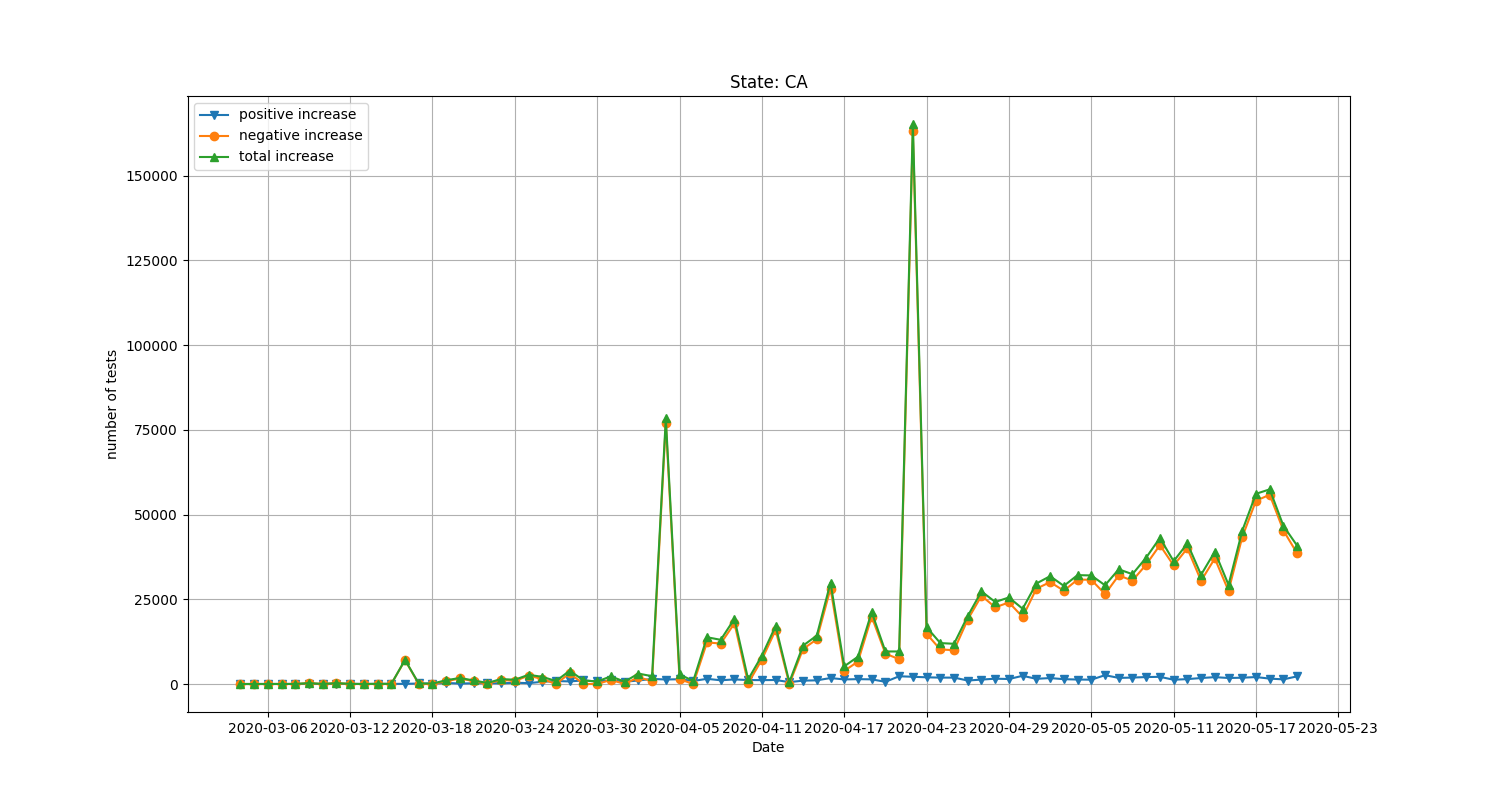 State: CA
positive increase
negative increase
total increase
150000
125000
100000
75000
50000
25000
0
number of tests
2020-03-06 2020-03-12 2020-03-18 2020-03-24 2020-03-30 2020-04-05 2020-04-11 2020-04-17 2020-04-23 2020-04-29 2020-05-05 2020-05-11 2020-05-17 2020-05-23
Date